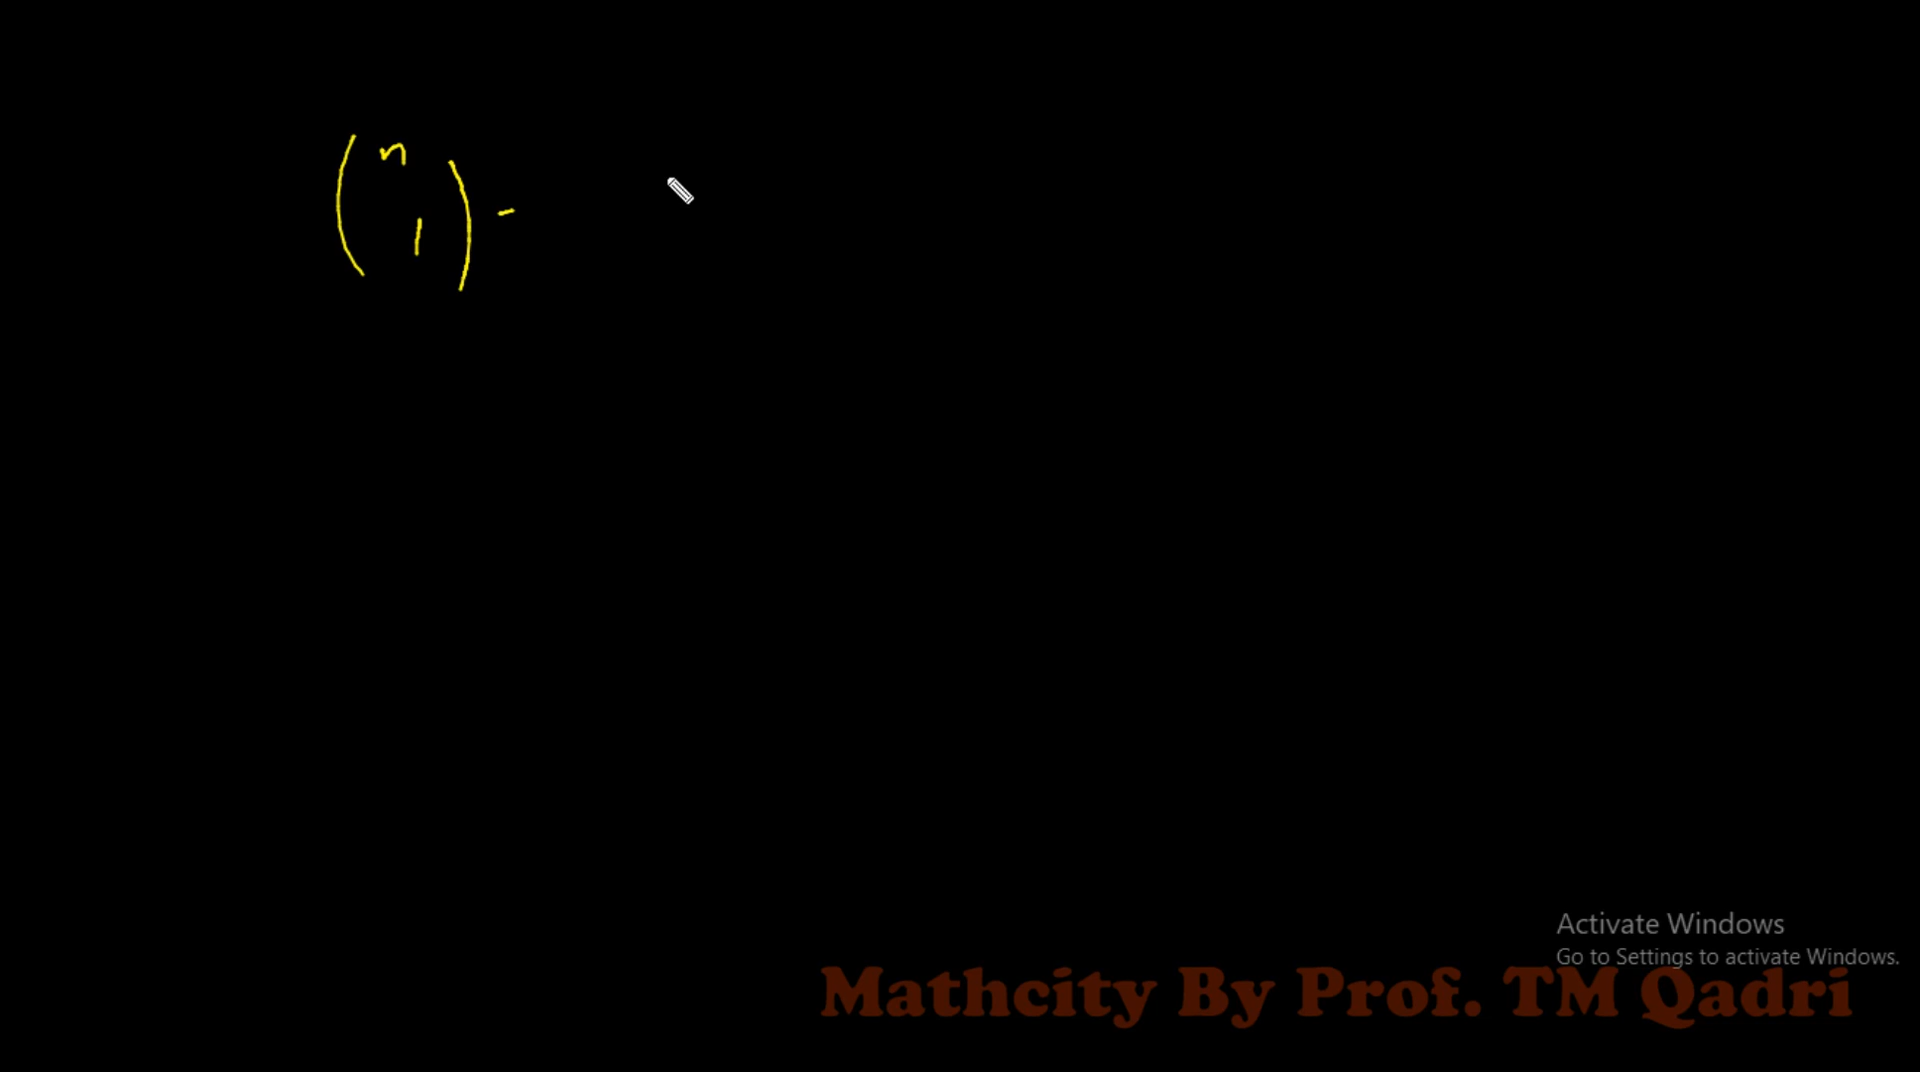 (n 1) -
Activate Windows
Go to Settings to activate Windows.
Mathcity By Prof. TM Qadri